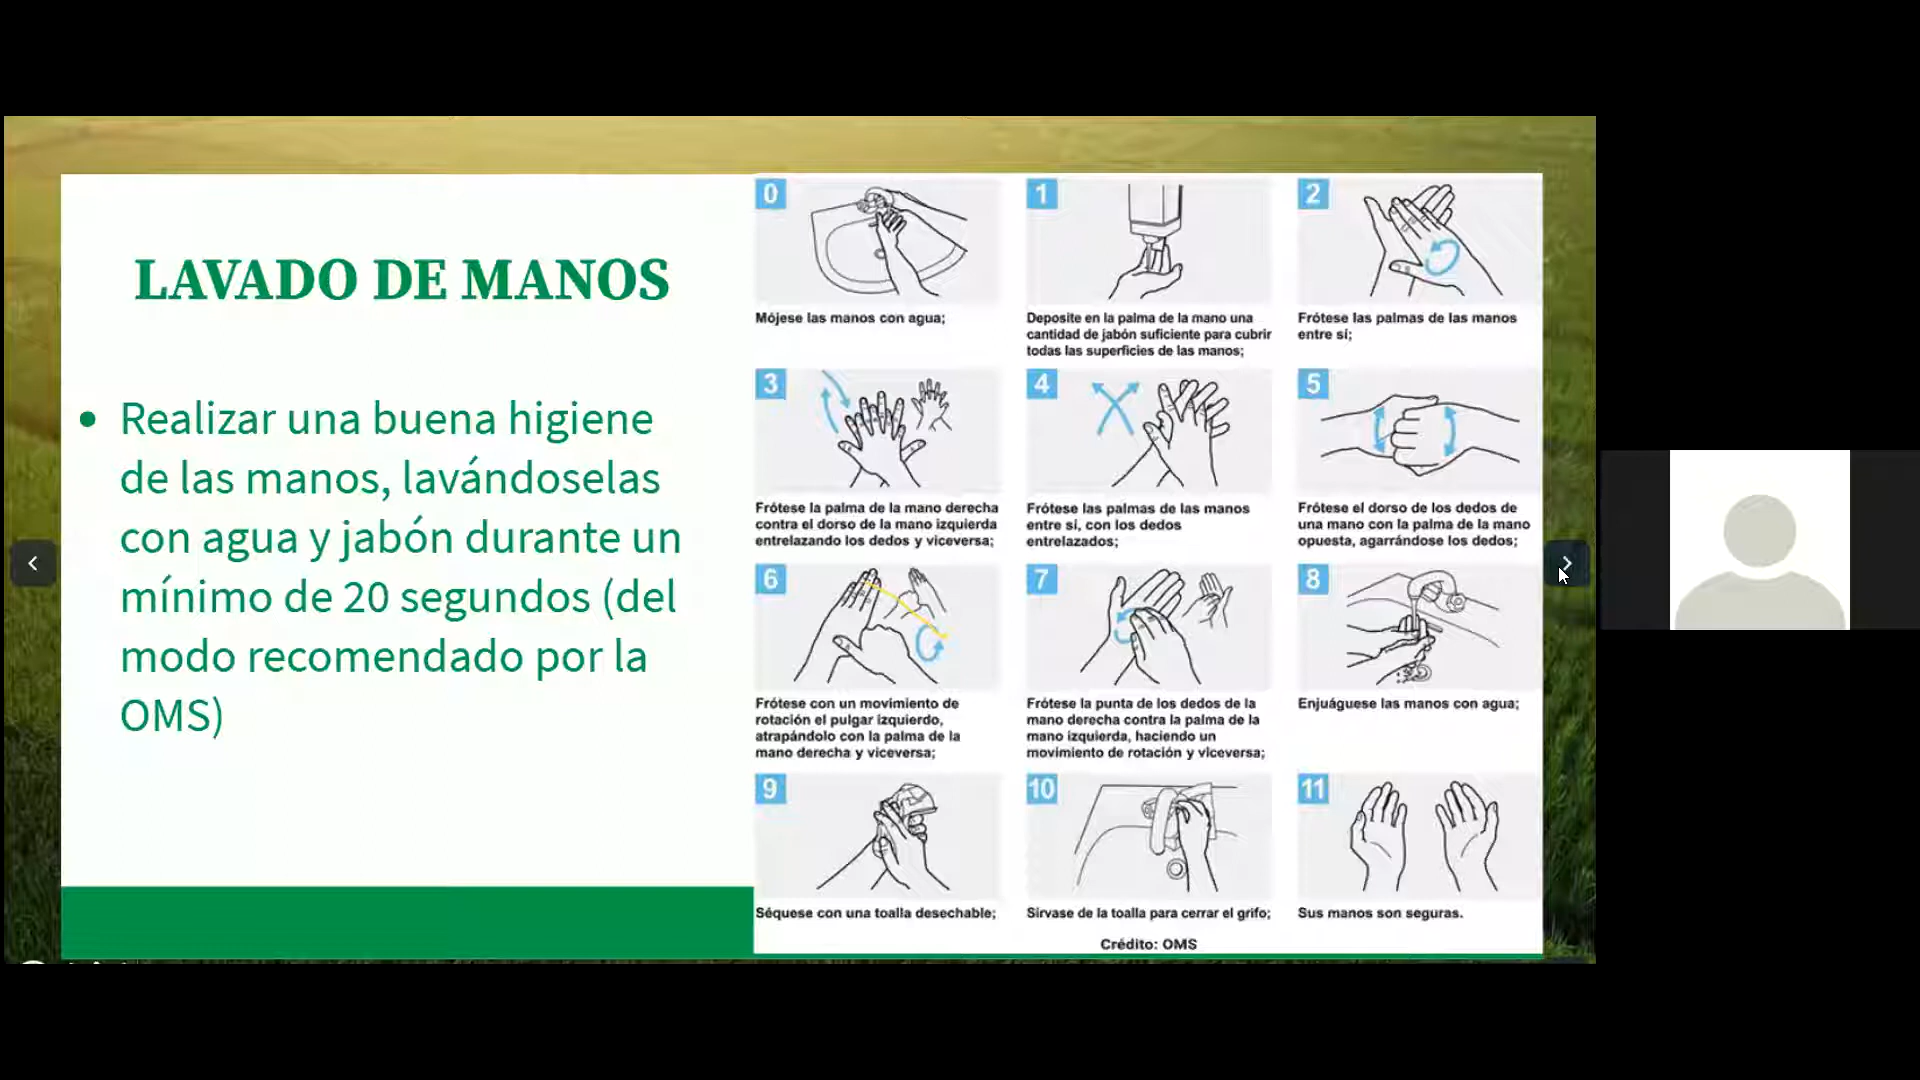 LAVADO DE MANOS
• Realizar una buena higiene
de las manos, lavándoselas
con agua y jabón durante un
mínimo de 20 segundos (del
modo recomendado por la
OMS)
0
Mójese las manos con agua;
1
Deposite en la palma de la mano una
cantidad de jabón suficiente para cubrir
todas las superficies de las manos;
2
Frótese las palmas de las manos
entre sí;
3
Frótese la palma de la mano derecha
contra el dorso de la mano izquierda
entrelazando los dedos y viceversa;
4
Frótese las palmas de las manos
entre sí, con los dedos
entrelazados;
5
Frótese el dorso de los dedos de
una mano con la palma de la mano
opuesta, agarrándose los dedos;
6
Frótese con un movimiento de
rotación el pulgar izquierdo,
atrapándolo con la palma de la
mano derecha y viceversa;
7
Frótese la punta de los dedos de la
mano derecha contra la palma de la
mano izquierda, haciendo un
movimiento de rotación y viceversa;
8
Enjuáguese las manos con agua;
9
Séquese con una toalla desechable;
10
Sírvase de la toalla para cerrar el grifo;
11
Sus manos son seguras.
Crédito: OMS